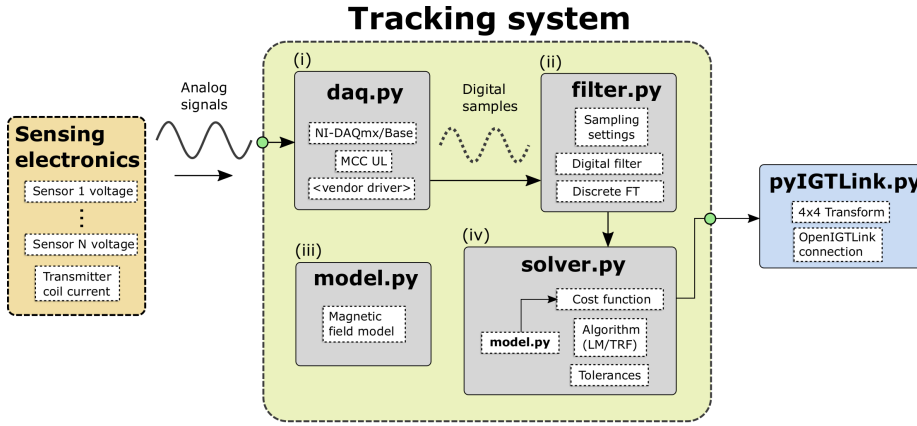 Tracking system
Sensing
electronics
Sensor 1 voltage
Sensor N voltage
Transmitter
coil current
Analog
signals
(i)
daq.py
NI-DAQmx/Base
MCC UL
<vendor driver>
Digital
samples
(ii)
filter.py
Sampling
settings
Digital filter
Discrete FT
(iii)
model.py
Magnetic
field model
(iv)
solver.py
Cost function
model.py
Algorithm
(LM/TRF)
Tolerances
pyIGTLink.py
4x4 Transform
OpenIGTLink
connection